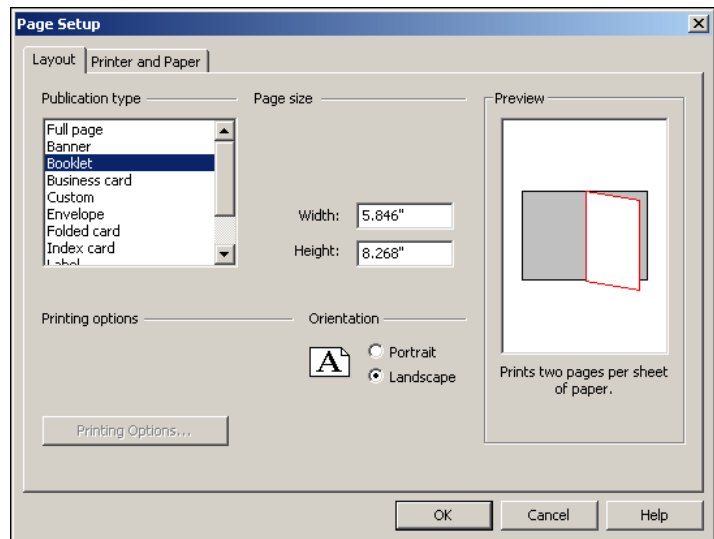 Page Setup
Layout
Printer and Paper
Publication type
Full page
Banner
Booklet
Business card
Custom
Envelope
Folded card
Index card
Label
Page size
Width: 5.846"
Height: 8.268"
Preview
Prints two pages per sheet
of paper.
Printing options
Printing Options...
Orientation
A
Portrait
Landscape
OK
Cancel
Help